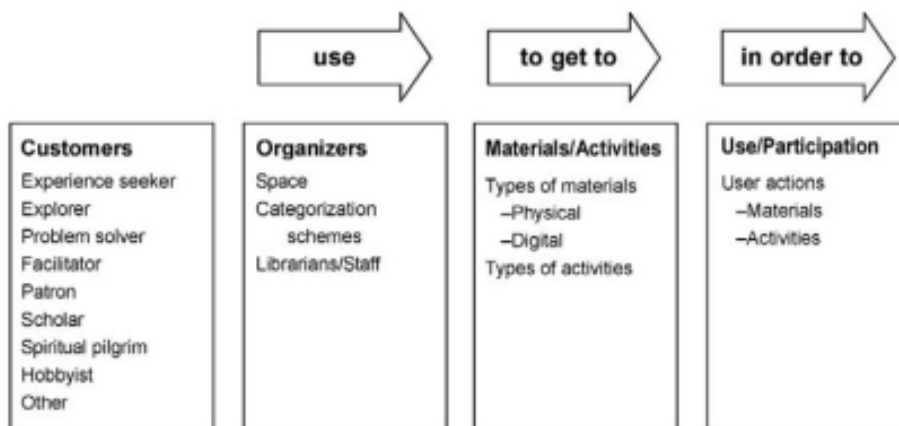 use
to get to
in order to
Customers
Experience seeker
Explorer
Problem solver
Facilitator
Patron
Scholar
Spiritual pilgrim
Hobbyist
Other
Organizers
Space
Categorization
schemes
Librarians/Staff
Materials/Activities
Types of materials
–Physical
–Digital
Types of activities
Use/Participation
User actions
–Materials
–Activities